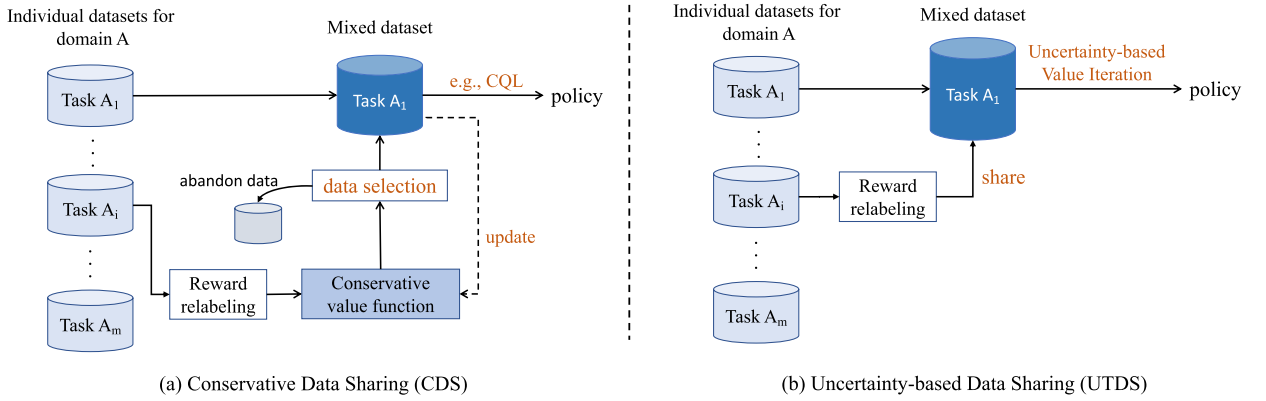 Individual datasets for
domain A
Mixed dataset
Task A1
Task A1
e.g., CQL
policy
abandon data
data selection
Task Ai
update
Reward
relabeling
Conservative
value function
Task Am
(a) Conservative Data Sharing (CDS)
Individual datasets for
domain A
Mixed dataset
Uncertainty-based
Value Iteration
Task A1
Task A1
policy
share
Task Ai
Reward
relabeling
Task Am
(b) Uncertainty-based Data Sharing (UTDS)